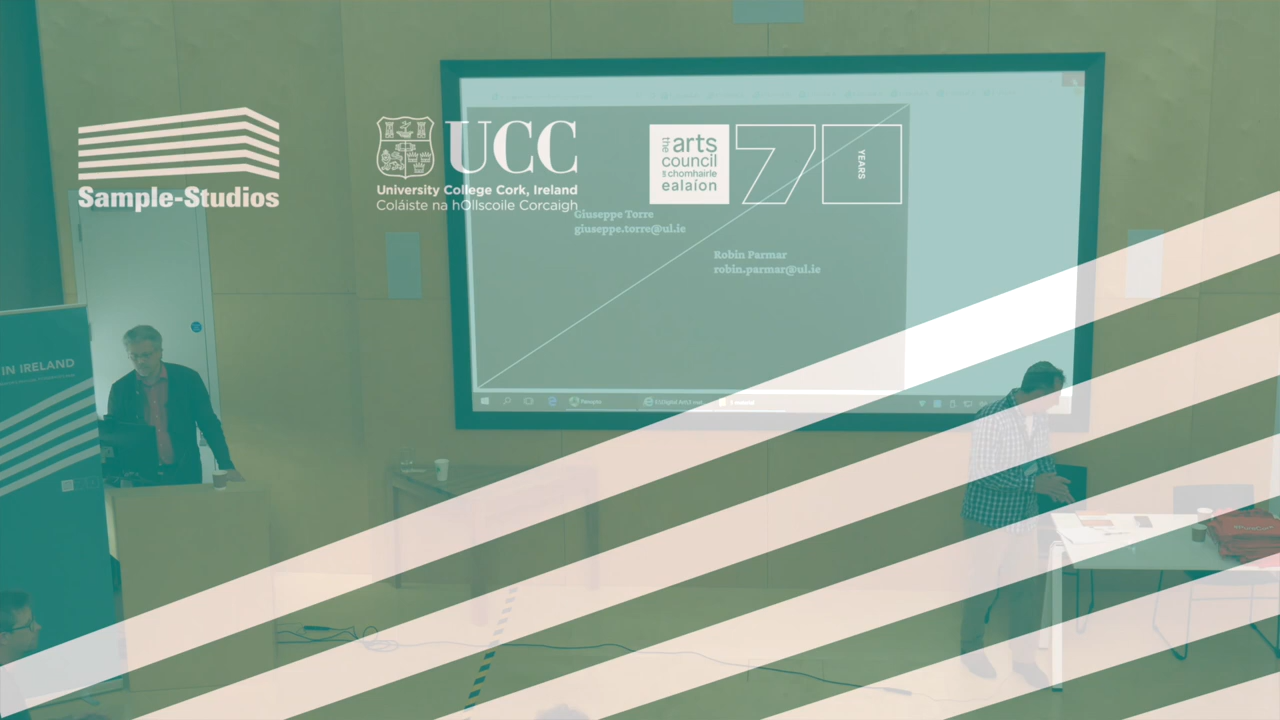 Sample-Studios
UCC
University College Cork, Ireland
Coláiste na hOllscoile Corcaigh
the arts
council
chomhairle
ealaíon
70
YEARS
Giuseppe Torre
giuseppe.torre@ul.ie
Robin Parmar
robin.parmar@ul.ie
IN IRELAND